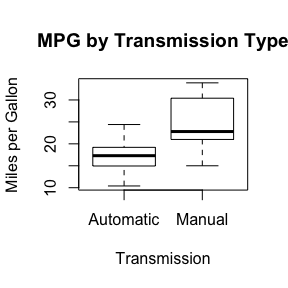 MPG by Transmission Type
Miles per Gallon
30
20
10
Automatic Manual
Transmission